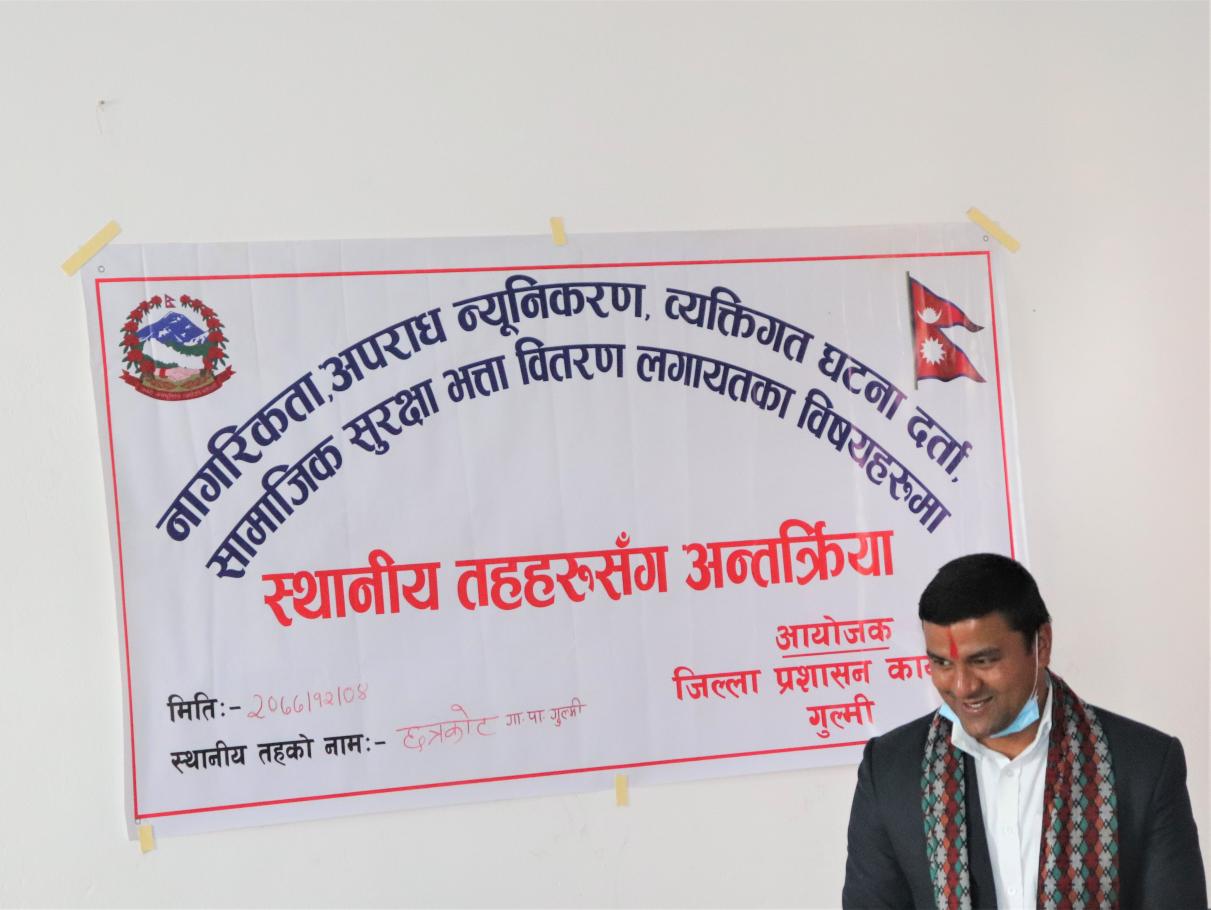 नागरिकता,अपराध न्यूनिकरण, व्यक्तिगत घटना दर्ता,
सामाजिक सुरक्षा भत्ता वितरण लगायतका विषयहरूमा
स्थानीय तहहरूसँग अन्तर्क्रिया
आयोजक
जिल्ला प्रशासन
गुल्मी
मितिः- २०७७।१२।०४
स्थानीय तहको नामः- छत्रकोट गा.पा. गुल्मी